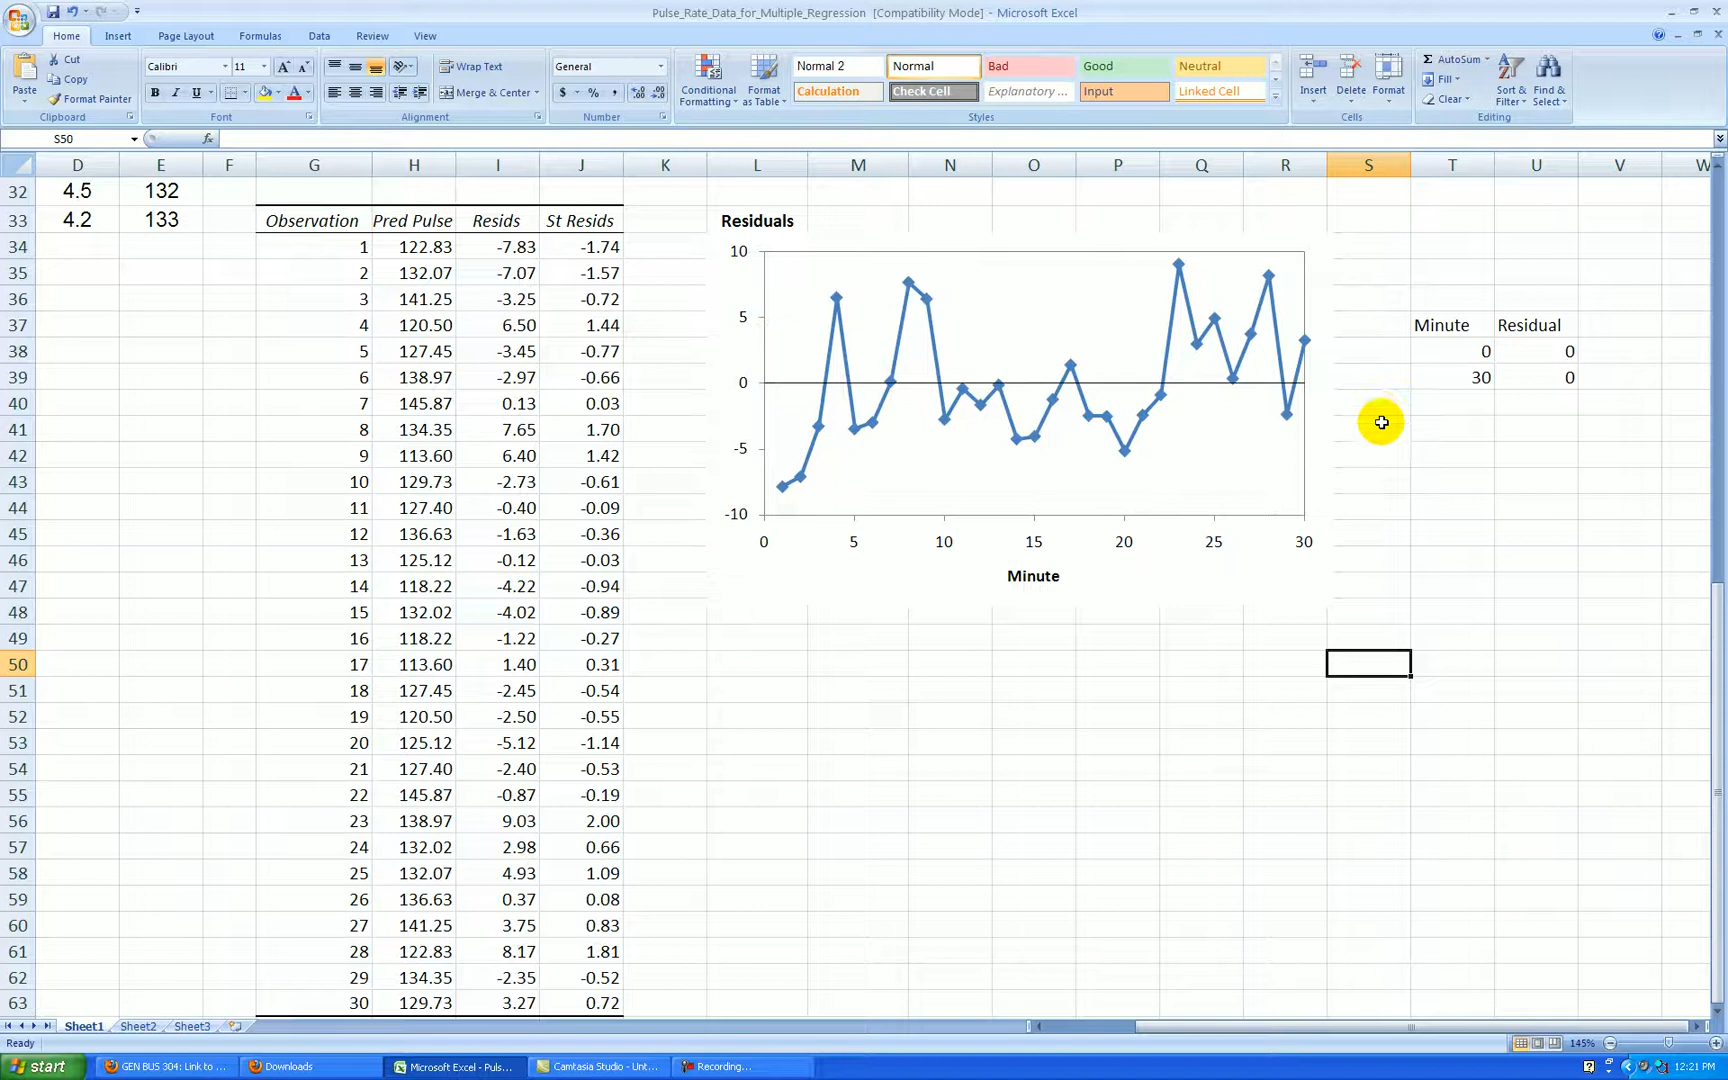 Pulse_Rate_Data_for_Multiple_Regression [Compatibility Mode] - Microsoft Excel
Home Insert Page Layout Formulas Data Review View
Paste Cut Copy Format Painter
Calibri 11 Wrap Text General
B I U Merge & Center $ % ,
Conditional Formatting Format as Table
Normal 2 Normal Bad Good Neutral
Calculation Check Cell Explanatory ... Input Linked Cell
Insert Delete Format
AutoSum Fill Clear Sort & Filter Find & Select
Clipboard Font Alignment Number Styles Cells Editing
S50 fx
D E F G H I J K L M N O P Q R S T U V W
32 4.5 132
33 4.2 133 Observation Pred Pulse Resids St Resids
34 1 122.83 -7.83 -1.74
35 2 132.07 -7.07 -1.57
36 3 141.25 -3.25 -0.72
37 4 120.50 6.50 1.44
38 5 127.45 -3.45 -0.77
39 6 138.97 -2.97 -0.66
40 7 145.87 0.13 0.03
41 8 134.35 7.65 1.70
42 9 113.60 6.40 1.42
43 10 129.73 -2.73 -0.61
44 11 127.40 -0.40 -0.09
45 12 136.63 -1.63 -0.36
46 13 125.12 -0.12 -0.03
47 14 118.22 -4.22 -0.94
48 15 132.02 -4.02 -0.89
49 16 118.22 -1.22 -0.27
50 17 113.60 1.40 0.31
51 18 127.45 -2.45 -0.54
52 19 120.50 -2.50 -0.55
53 20 125.12 -5.12 -1.14
54 21 127.40 -2.40 -0.53
55 22 145.87 -0.87 -0.19
56 23 138.97 9.03 2.00
57 24 132.02 2.98 0.66
58 25 132.07 4.93 1.09
59 26 136.63 0.37 0.08
60 27 141.25 3.75 0.83
61 28 122.83 8.17 1.81
62 29 134.35 -2.35 -0.52
63 30 129.73 3.27 0.72
Residuals
10
5
0
-5
-10
0 5 10 15 20 25 30
Minute
Minute Residual
0 0
30 0
Sheet1 Sheet2 Sheet3
Ready 145%
start GEN BUS 304: Link to ... Downloads Microsoft Excel - Puls... Camtasia Studio - Unt... Recording... 12:21 PM